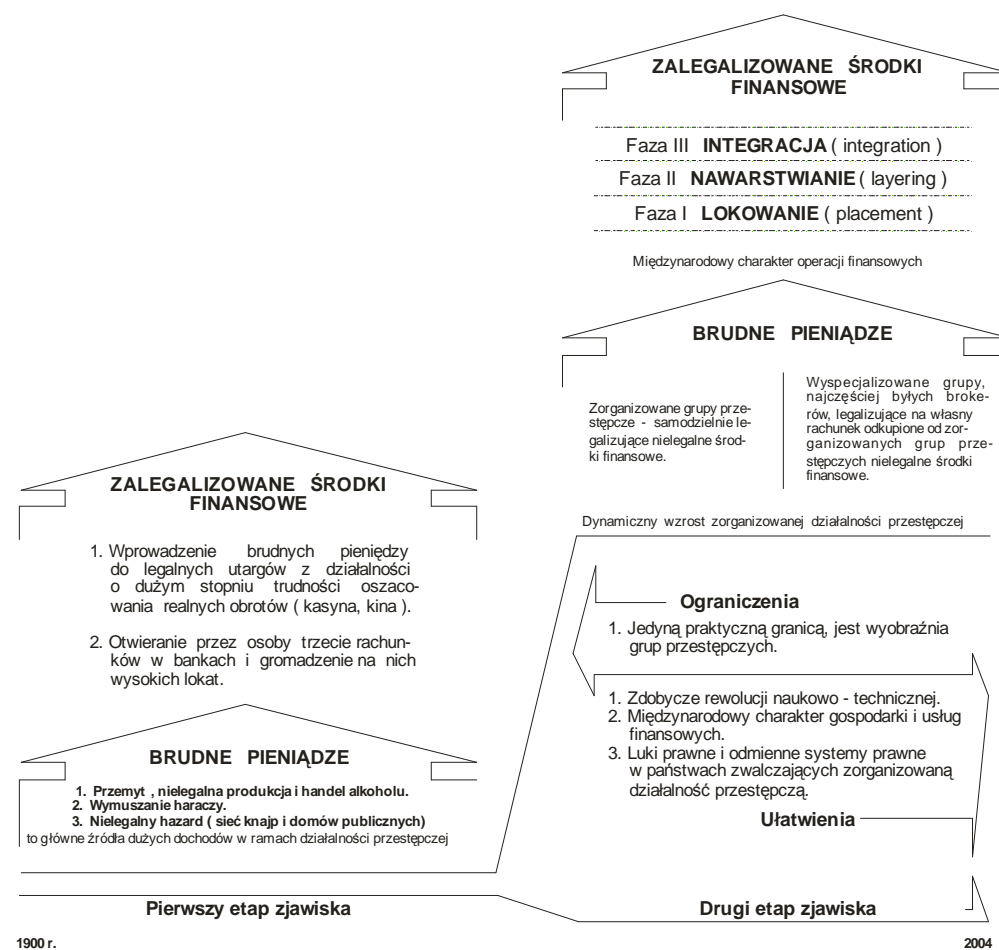 ZALEGALIZOWANE ŚRODKI
FINANSOWE
Faza III INTEGRACJA ( integration )
Faza II NAWARSTWIANIE ( layering )
Faza I LOKOWANIE ( placement )
Międzynarodowy charakter operacji finansowych
BRUDNE PIENIĄDZE
Zorganizowane grupy prze-
stępcze - samodzielnie le-
galizujące nielegalne środ-
ki finansowe.
Wyspecjalizowane grupy,
najczęściej byłych broke-
rów, legalizujące na własny
rachunek odkupione od zor-
ganizowanych grup prze-
stępczych nielegalne środki
finansowe.
Dynamiczny wzrost zorganizowanej działalności przestępczej
ZALEGALIZOWANE ŚRODKI
FINANSOWE
1. Wprowadzenie brudnych pieniędzy
do legalnych utargów z działalności
o dużym stopniu trudności oszaco-
wania realnych obrotów ( kasyna, kina ).
2. Otwieranie przez osoby trzecie rachun-
ków w bankach i gromadzenie na nich
wysokich lokat.
BRUDNE PIENIĄDZE
1. Przemyt , nielegalna produkcja i handel alkoholu.
2. Wymuszanie haraczy.
3. Nielegalny hazard ( sieć knajp i domów publicznych)
to główne źródła dużych dochodów w ramach działalności przestępczej
Ograniczenia
1. Jedyną praktyczną granicą, jest wyobraźnia
grup przestępczych.
1. Zdobycze rewolucji naukowo - technicznej.
2. Międzynarodowy charakter gospodarki i usług
finansowych.
3. Luki prawne i odmienne systemy prawne
w państwach zwalczających zorganizowaną
działalność przestępczą.
Ułatwienia
Pierwszy etap zjawiska
Drugi etap zjawiska
1900 r.
2004